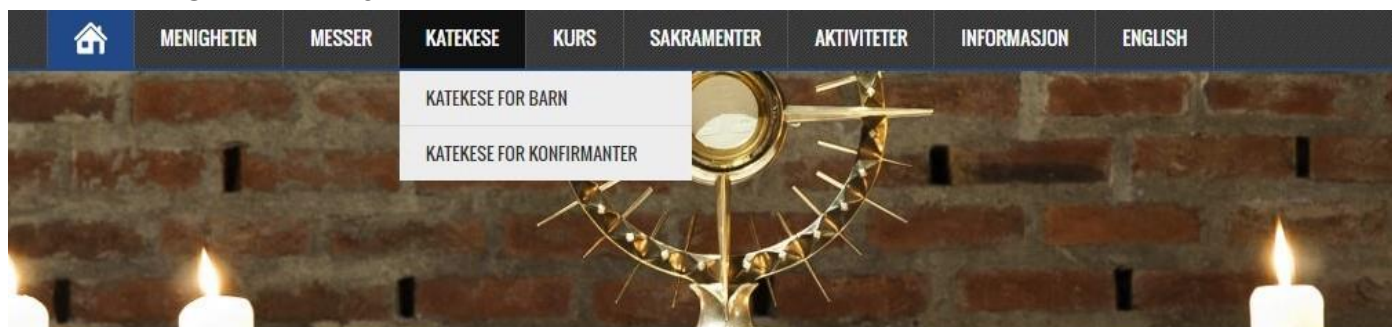 MENIGHETEN MESSER KATEKESE KURS SAKRAMENTER AKTIVITETER INFORMASJON ENGLISH
KATEKESE FOR BARN
KATEKESE FOR KONFIRMANTER